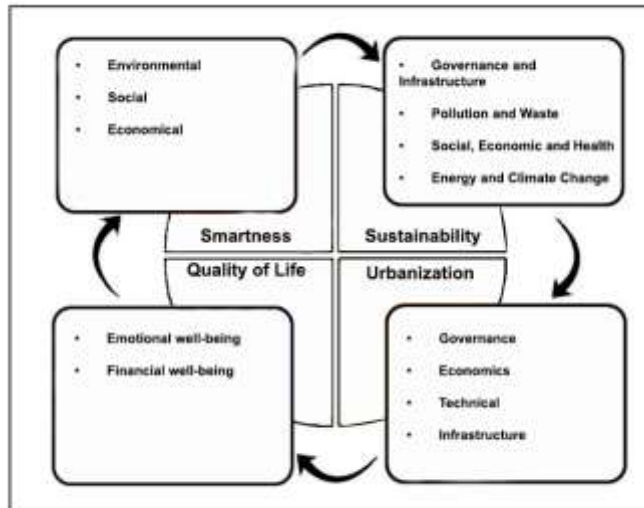 Environmental
Social
Economical
Governance and
Infrastructure
Pollution and Waste
Social, Economic and Health
Energy and Climate Change
Smartness
Sustainability
Quality of Life
Urbanization
Emotional well-being
Financial well-being
Governance
Economics
Technical
Infrastructure